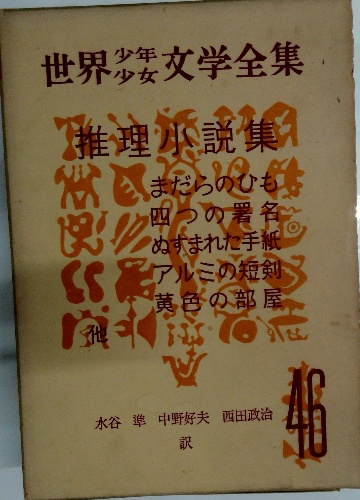 世界少年少女文学全集
推理小説集
まだらのひも
四つの署名
ぬすまれた手紙
アルミの短剣
黄色の部屋
他
水谷 準 中野好夫 西田政治
訳
46